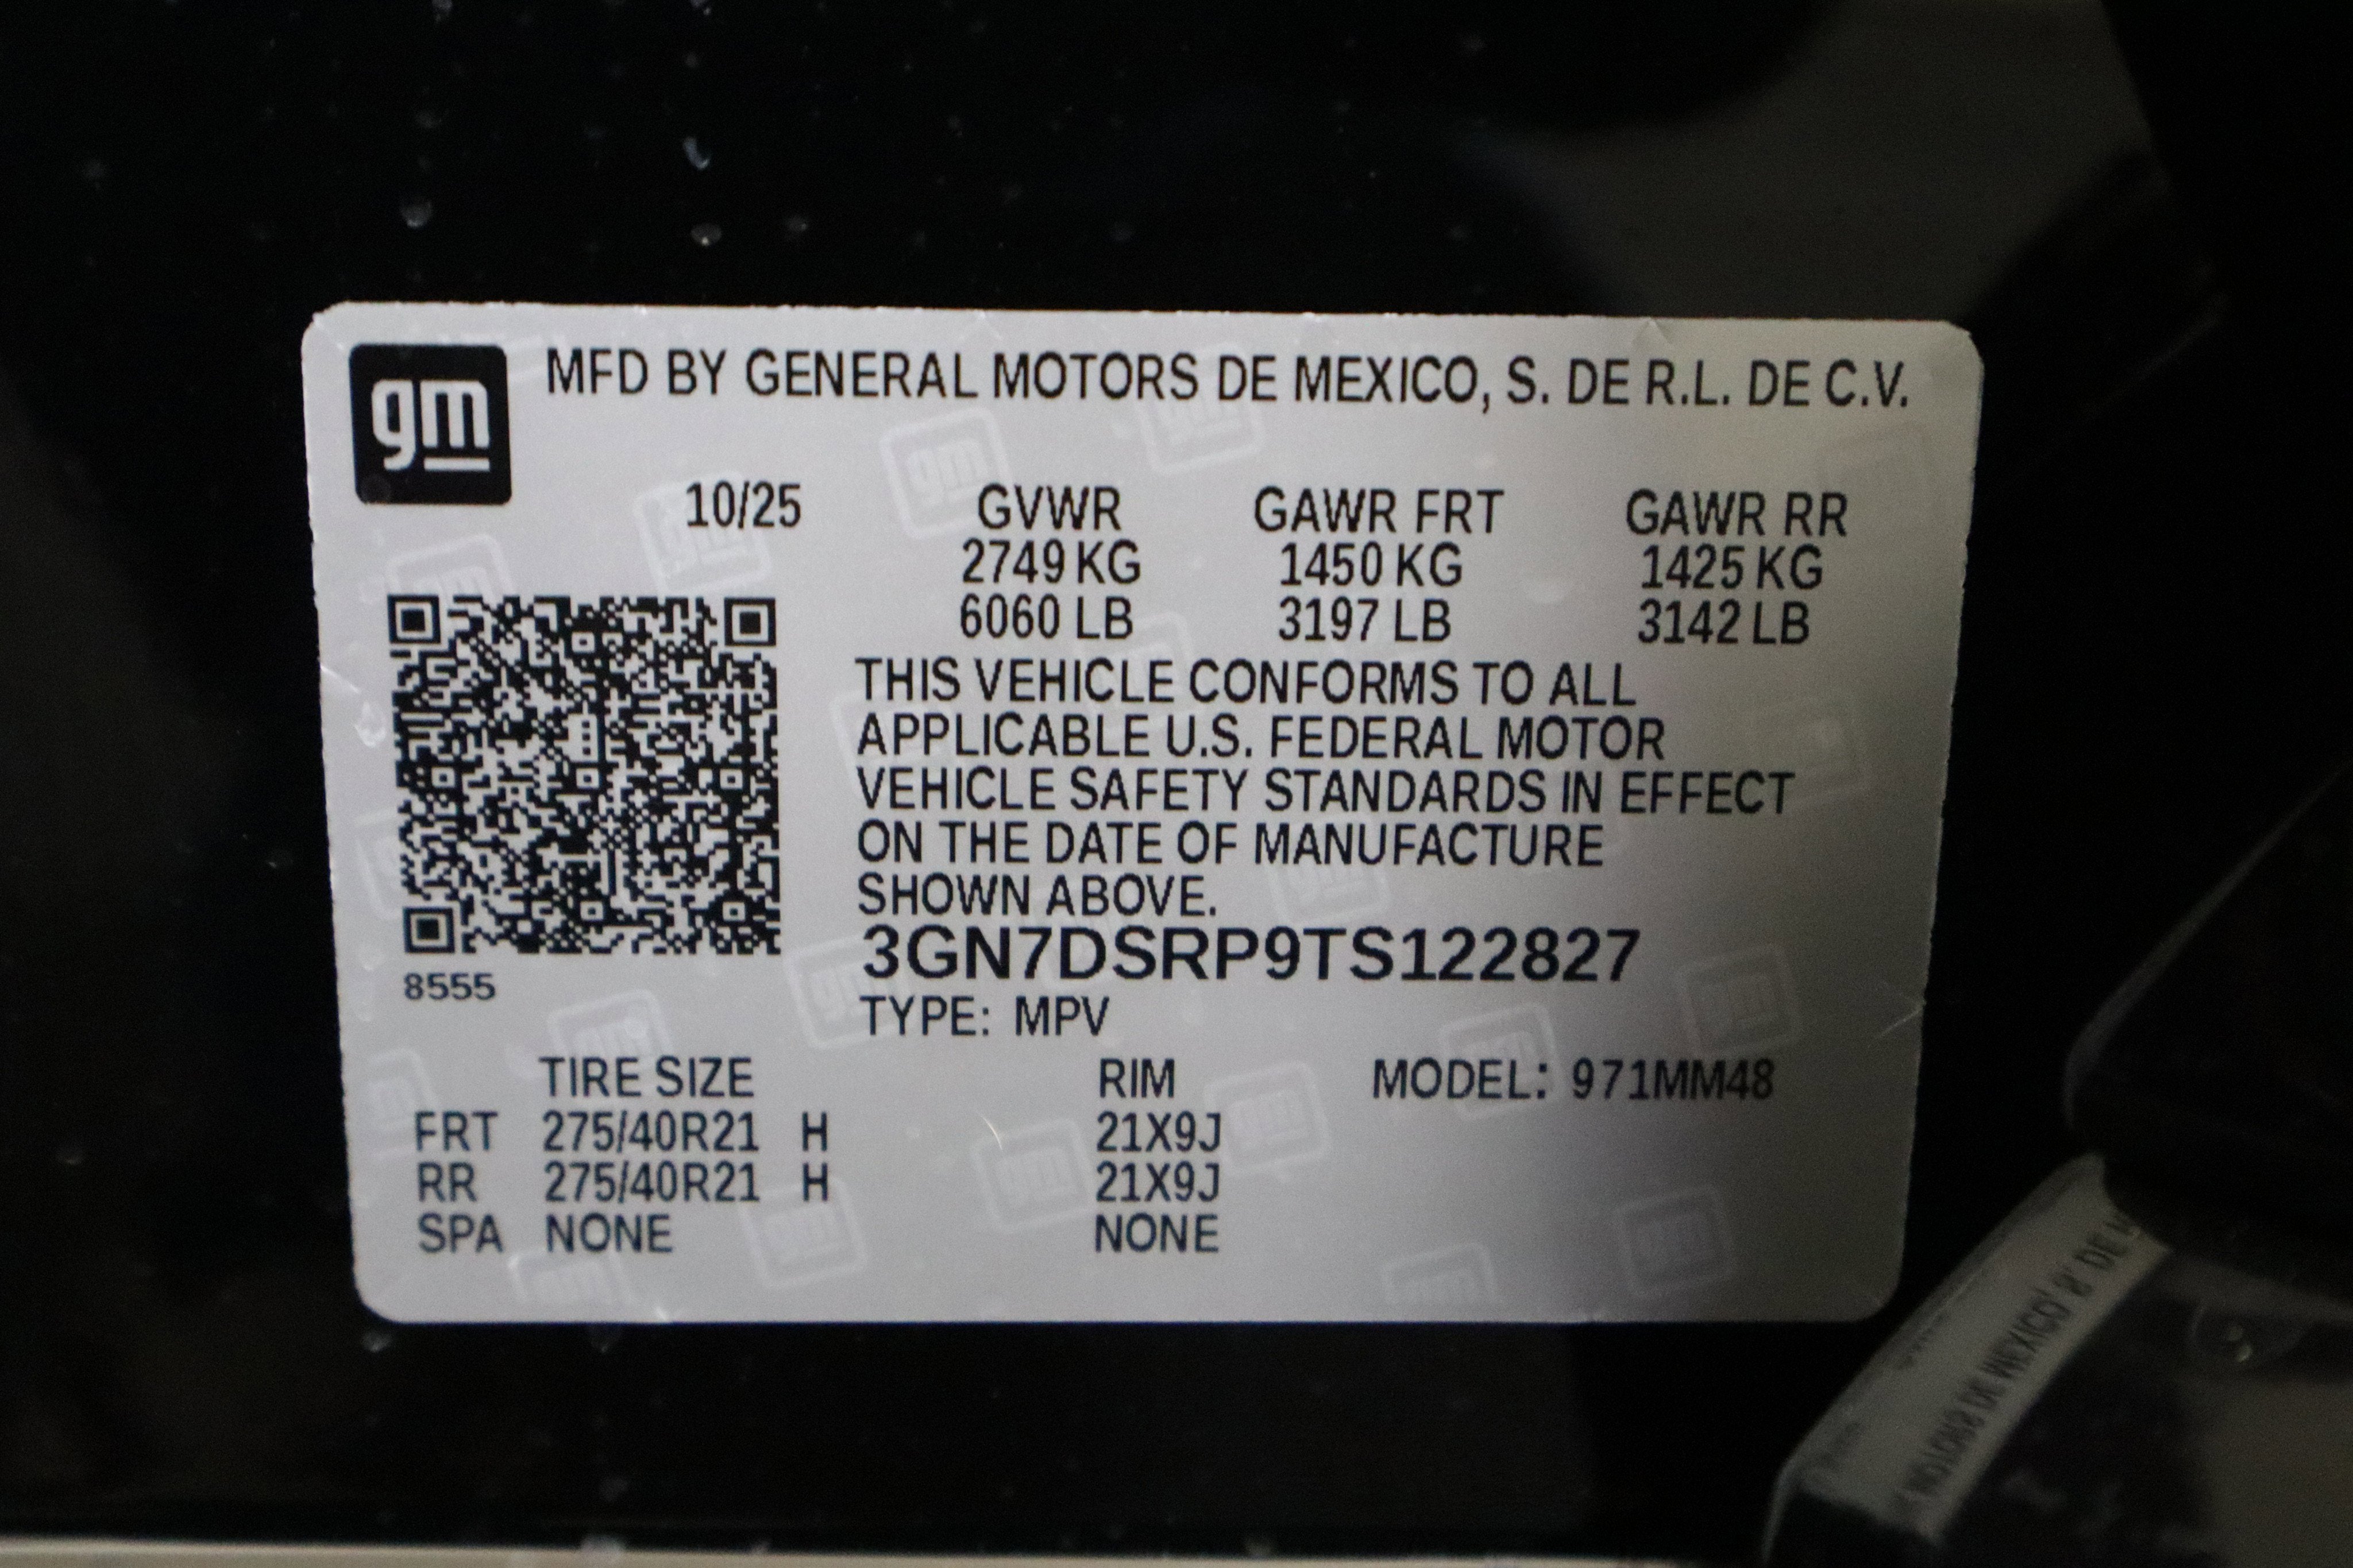 gm
MFD BY GENERAL MOTORS DE MEXICO, S. DE R.L. DE C.V.
10/25 GVWR GAWR FRT GAWR RR
2749 KG 1450 KG 1425 KG
6060 LB 3197 LB 3142 LB
THIS VEHICLE CONFORMS TO ALL
APPLICABLE U.S. FEDERAL MOTOR
VEHICLE SAFETY STANDARDS IN EFFECT
ON THE DATE OF MANUFACTURE
SHOWN ABOVE.
3GN7DSRP9TS122827
8555
TYPE: MPV
TIRE SIZE RIM MODEL: 971MM48
FRT 275/40R21 H 21X9J
RR 275/40R21 H 21X9J
SPA NONE NONE